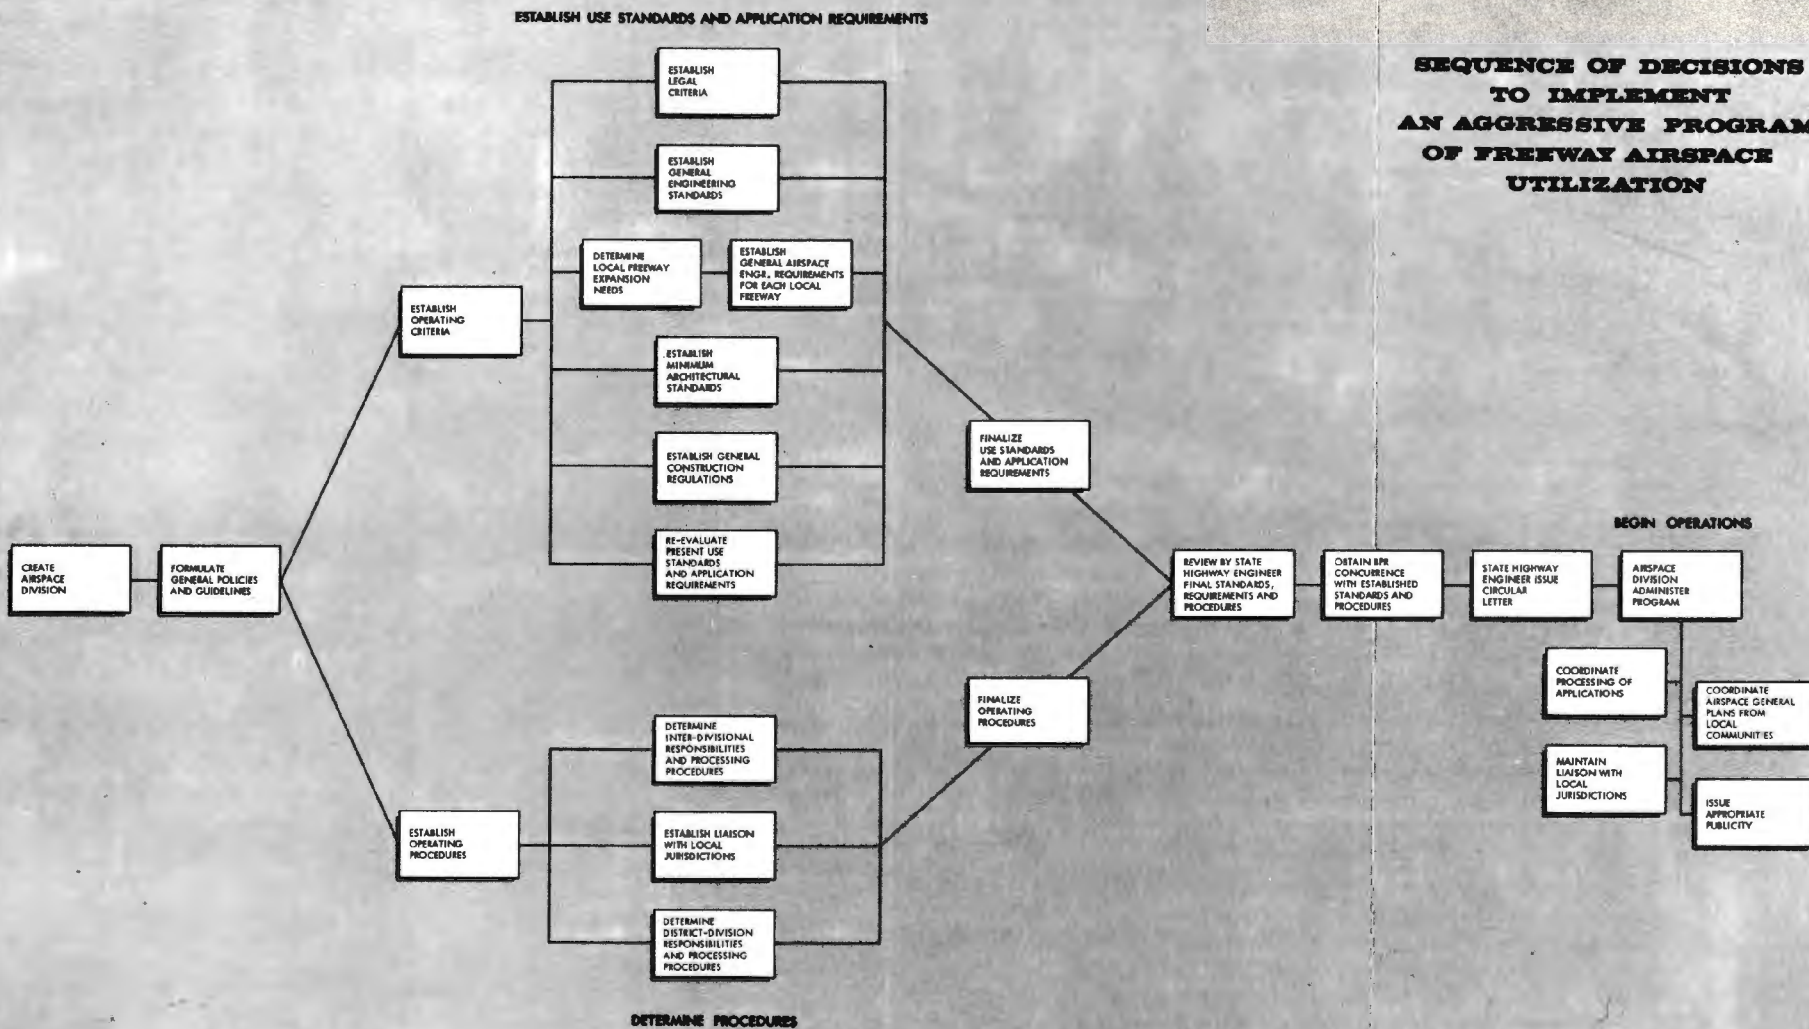 ESTABLISH USE STANDARDS AND APPLICATION REQUIREMENTS
SEQUENCE OF DECISIONS
TO IMPLEMENT
AN AGGRESSIVE PROGRAM
OF FREEWAY AIRSPACE
UTILIZATION
CREATE
AIRSPACE
DIVISION
FORMULATE
GENERAL POLICIES
AND GUIDELINES
ESTABLISH
OPERATING
CRITERIA
ESTABLISH
LEGAL
CRITERIA
ESTABLISH
GENERAL
ENGINEERING
STANDARDS
DETERMINE
LOCAL FREEWAY
EXPANSION
NEEDS
ESTABLISH
GENERAL AIRSPACE
ENGR. REQUIREMENTS
FOR EACH LOCAL
FREEWAY
ESTABLISH
MINIMUM
ARCHITECTURAL
STANDARDS
ESTABLISH GENERAL
CONSTRUCTION
REGULATIONS
RE-EVALUATE
PRESENT USE
STANDARDS
AND APPLICATION
REQUIREMENTS
FINALIZE
USE STANDARDS
AND APPLICATION
REQUIREMENTS
ESTABLISH
OPERATING
PROCEDURES
DETERMINE
INTER-DIVISIONAL
RESPONSIBILITIES
AND PROCESSING
PROCEDURES
ESTABLISH LIAISON
WITH LOCAL
JURISDICTIONS
DETERMINE
DISTRICT-DIVISION
RESPONSIBILITIES
AND PROCESSING
PROCEDURES
DETERMINE PROCEDURES
FINALIZE
OPERATING
PROCEDURES
REVIEW BY STATE
HIGHWAY ENGINEER
FINAL STANDARDS,
REQUIREMENTS AND
PROCEDURES
OBTAIN BPR
CONCURRENCE
WITH ESTABLISHED
STANDARDS AND
PROCEDURES
STATE HIGHWAY
ENGINEER ISSUE
CIRCULAR
LETTER
BEGIN OPERATIONS
AIRSPACE
DIVISION
ADMINISTER
PROGRAM
COORDINATE
PROCESSING OF
APPLICATIONS
COORDINATE
AIRSPACE GENERAL
PLANS FROM
LOCAL
COMMUNITIES
MAINTAIN
LIAISON WITH
LOCAL
JURISDICTIONS
ISSUE
APPROPRIATE
PUBLICITY